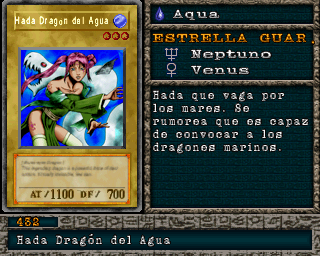 Hada Dragón del Agua
AT/1100 DF/ 700
Aqua
ESTRELLA GUAR.
Neptuno
Venus
Hada que vaga por
los mares. Se
rumorea que es capaz
de convocar a los
dragones marinos.
432
Hada Dragón del Agua